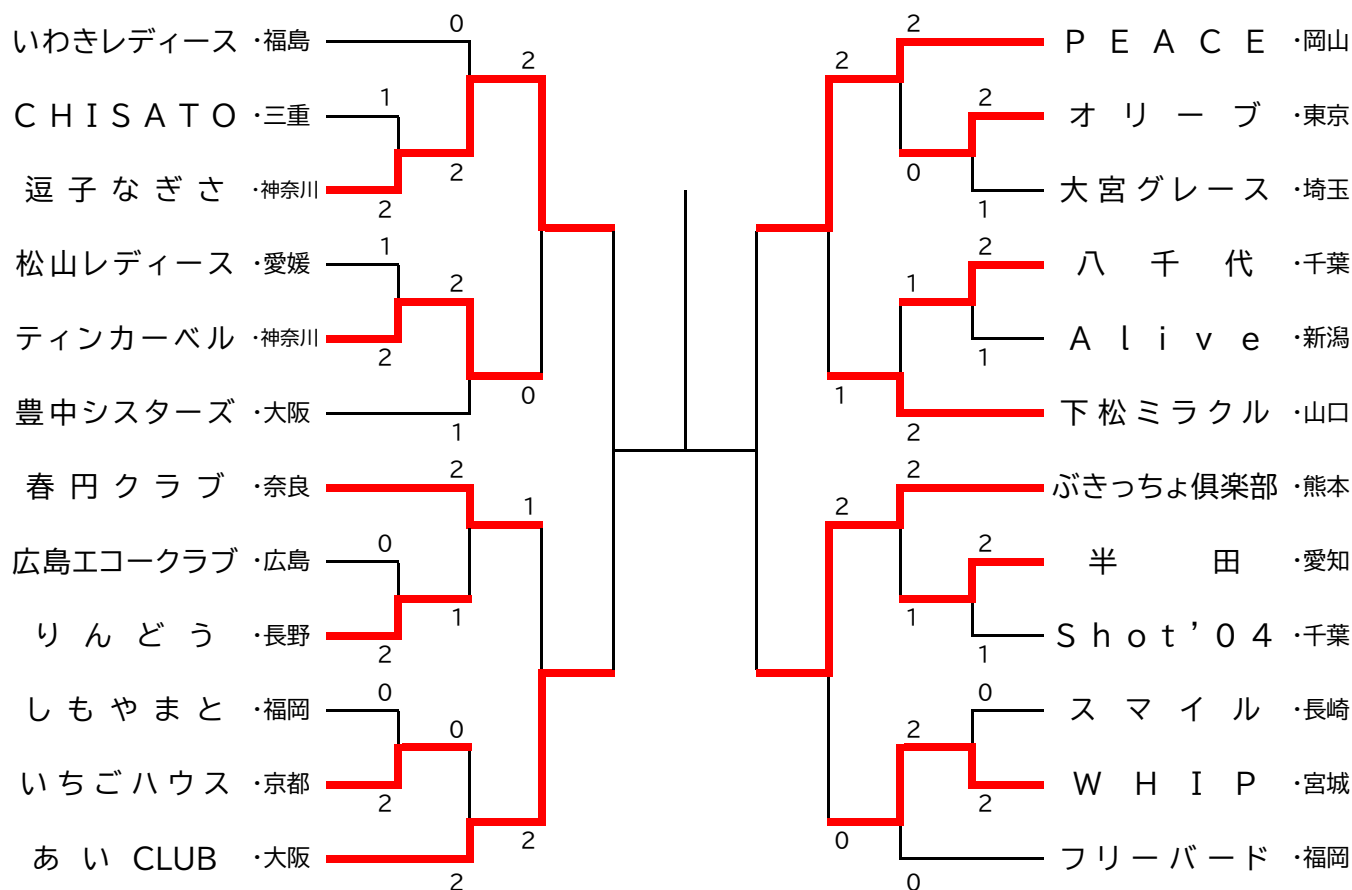 0
いわきレディース ・福島
2
1
CHISATO ・三重
2
逗子なぎさ ・神奈川
2
1
松山レディース ・愛媛
2
ティンカーベル ・神奈川
2
0
豊中シスターズ ・大阪
1
2
春円クラブ ・奈良
1
0
広島エコークラブ ・広島
1
りんどう ・長野
2
0
しもやまと ・福岡
0
いちごハウス ・京都
2
2
あい CLUB ・大阪
2
2
PEACE ・岡山
2
2
オリーブ ・東京
0
大宮グレース ・埼玉
1
2
八千代 ・千葉
1
Alive ・新潟
1
1
下松ミラクル ・山口
2
2
ぶきっちょ倶楽部 ・熊本
2
2
半田 ・愛知
1
Shot’04 ・千葉
1
0
スマイル ・長崎
2
WHIP ・宮城
2
0
フリーバード ・福岡
0